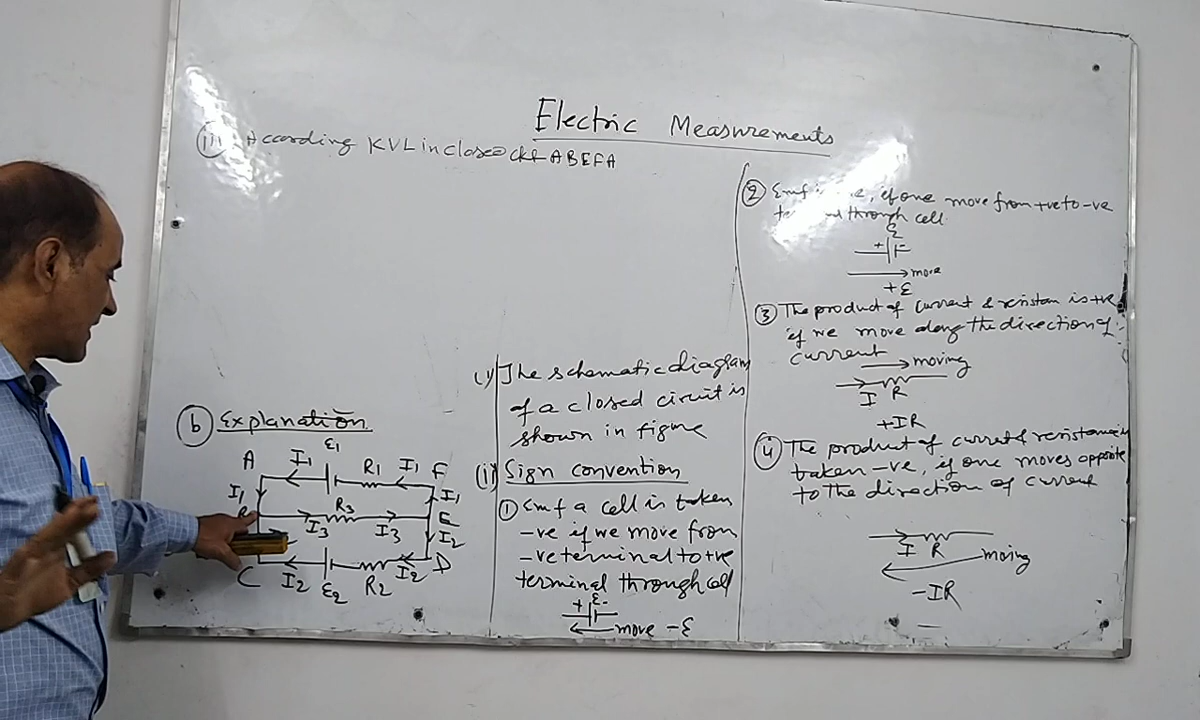 Electric Measurements
(iii) According KVL in closed ckt ABEFA
(b) Explanation
ε1
A I1 R1 I1 F
I1 I1
B R3 E
I3 I3 I2
C I2 ε2 R2 I2 D
(i) The schematic diagram
of a closed circuit is
shown in figure
(ii) Sign convention
① Emf a cell is taken
-ve if we move from
-ve terminal to +ve
terminal through cell
+ ε -
move -ε
② Emf is if one move from +ve to -ve
through cell
ε
+ -
move
+ε
③ The product of current & resistan is +ve
if we move along the direction of
current moving
I R
+IR
④ The product of current & resistance is
taken -ve, if one moves opposite
to the direction of current
I R moving
-IR